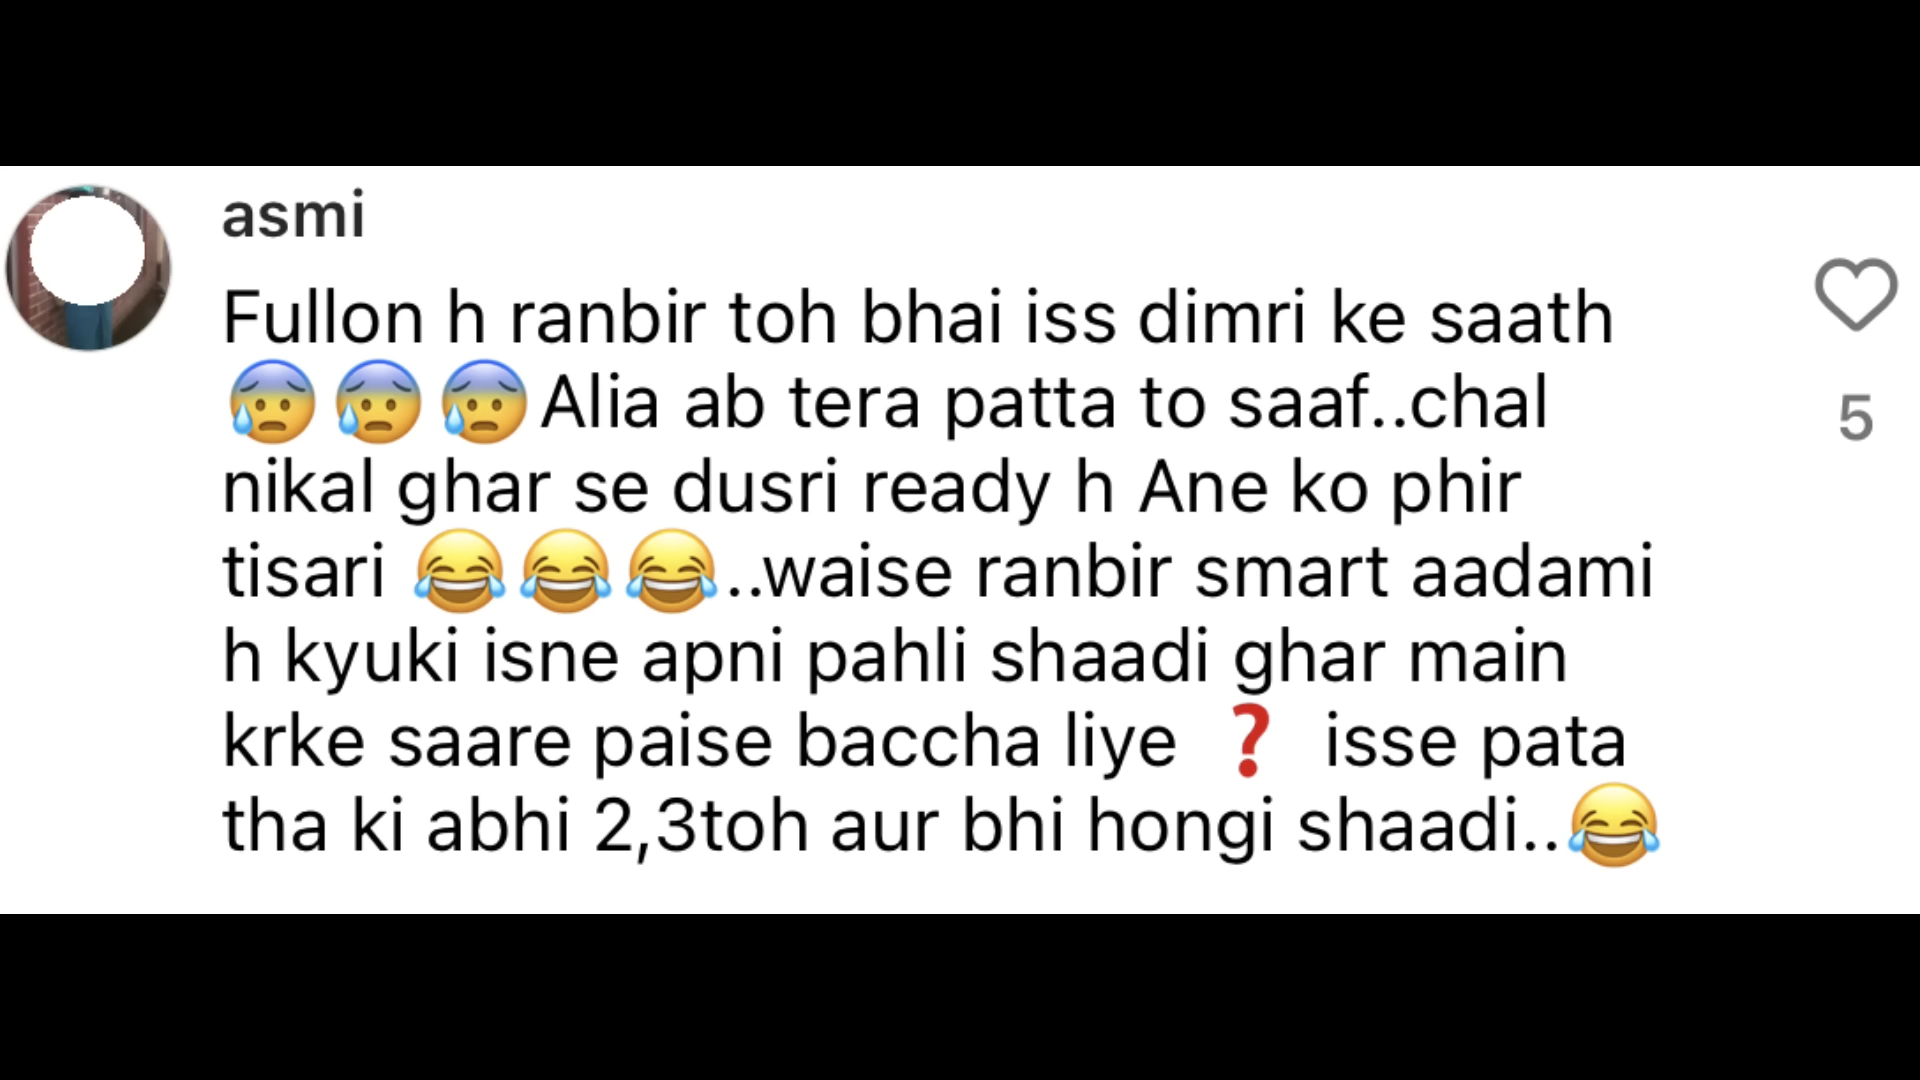 asmi
Fullon h ranbir toh bhai iss dimri ke saath
😰😰😰Alia ab tera patta to saaf..chal
nikal ghar se dusri ready h Ane ko phir
tisari 😂😂😂..waise ranbir smart aadami
h kyuki isne apni pahli shaadi ghar main
krke saare paise baccha liye ❓ isse pata
tha ki abhi 2,3toh aur bhi hongi shaadi..😂
5